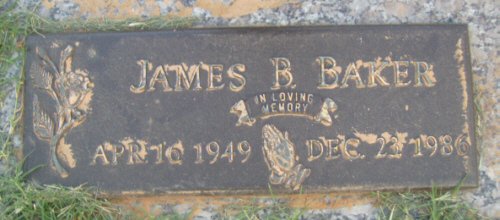 JAMES B. BAKER
IN LOVING
MEMORY
APR 16 1949 DEC. 23 1986